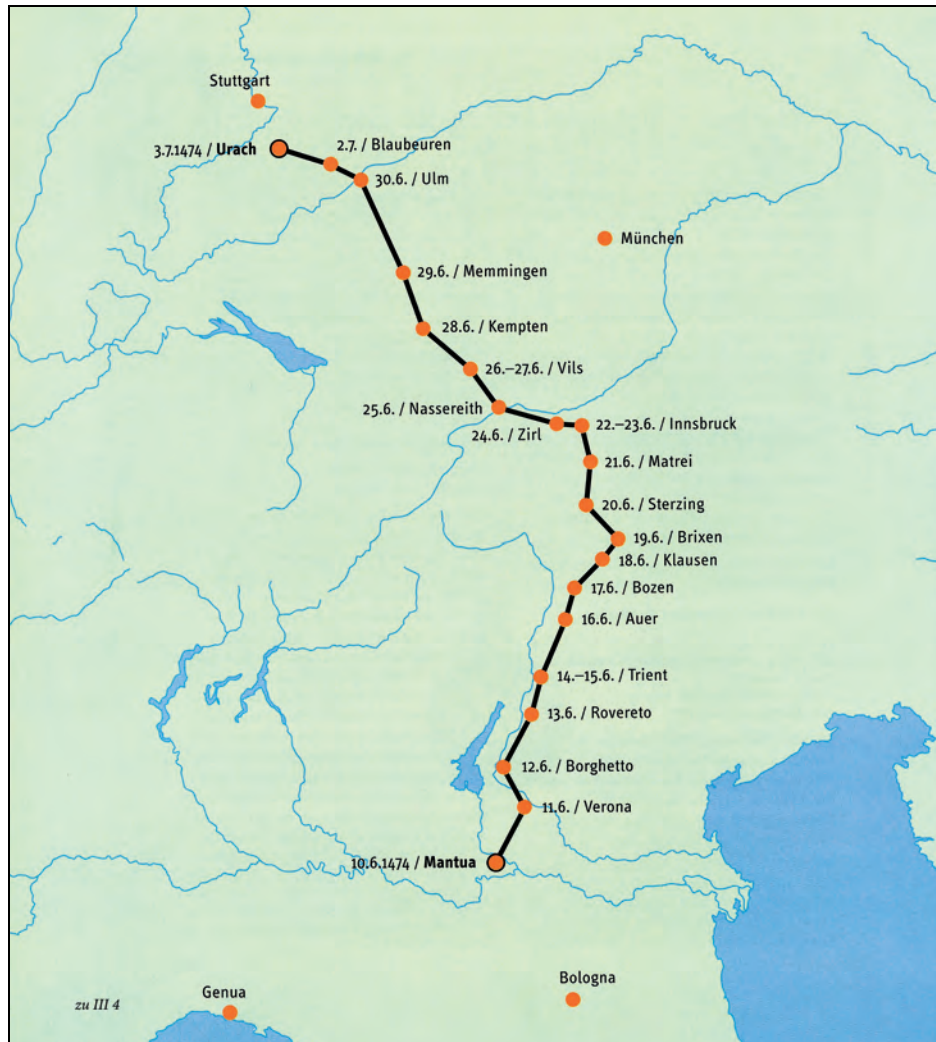 Stuttgart
3.7.1474 / Urach
2.7. / Blaubeuren
30.6. / Ulm
München
29.6. / Memmingen
28.6. / Kempten
26.–27.6. / Vils
25.6. / Nassereith
24.6. / Zirl
22.–23.6. / Innsbruck
21.6. / Matrei
20.6. / Sterzing
19.6. / Brixen
18.6. / Klausen
17.6. / Bozen
16.6. / Auer
14.–15.6. / Trient
13.6. / Rovereto
12.6. / Borghetto
11.6. / Verona
10.6.1474 / Mantua
Bologna
Genua
zu III 4